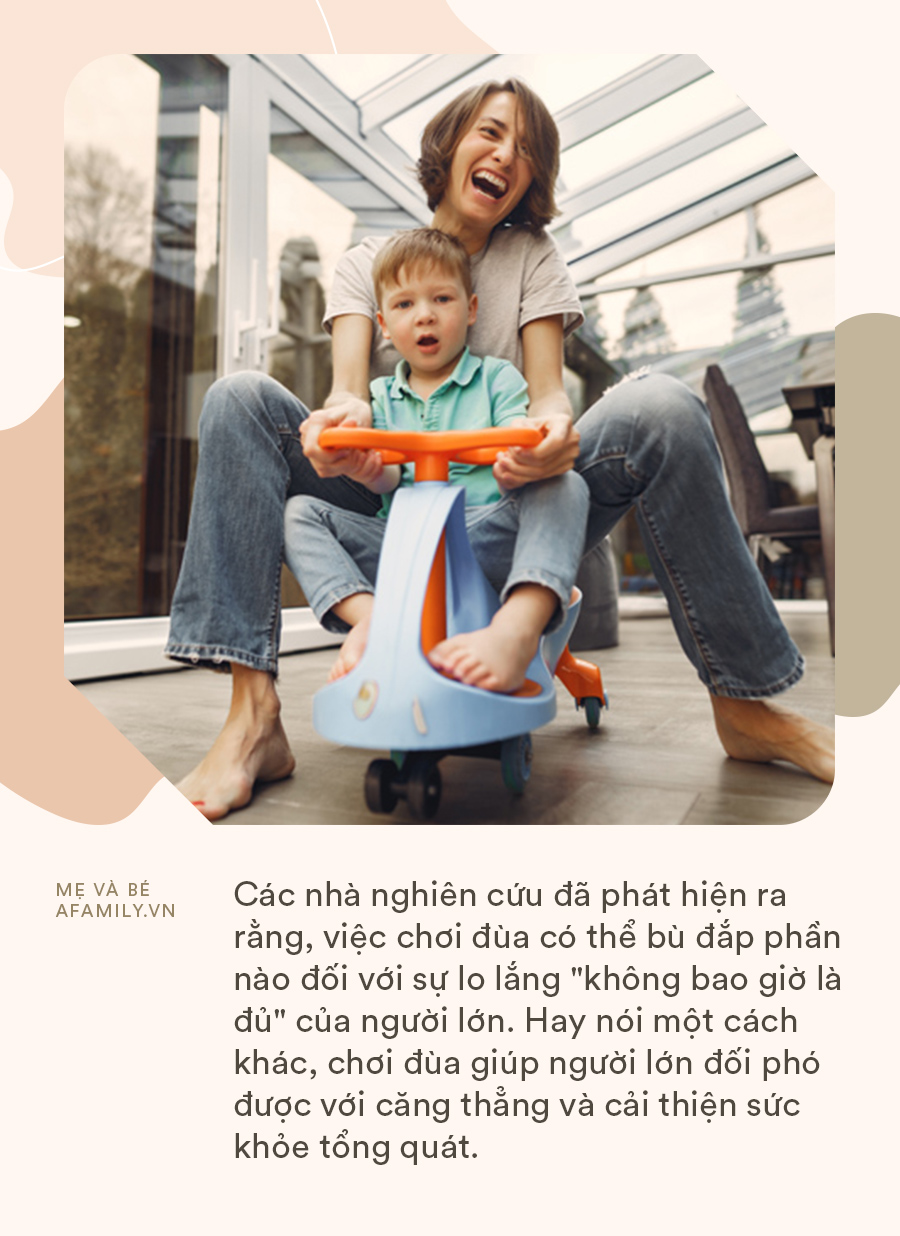 MẸ VÀ BÉ
AFAMILY.VN
Các nhà nghiên cứu đã phát hiện ra
rằng, việc chơi đùa có thể bù đắp phần
nào đối với sự lo lắng "không bao giờ là
đủ" của người lớn. Hay nói một cách
khác, chơi đùa giúp người lớn đối phó
được với căng thẳng và cải thiện sức
khỏe tổng quát.